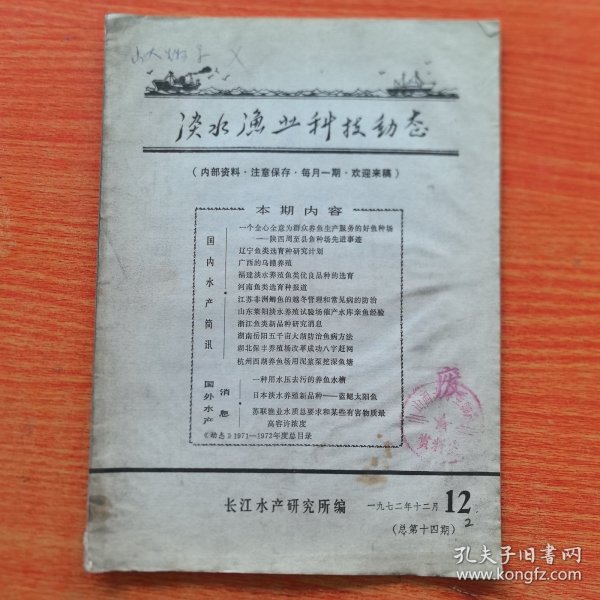 淡水渔业科技动态
（内部资料·注意保存·每月一期·欢迎来稿）
本期内容
国内水产简讯
一个全心全意为群众养鱼生产服务的好鱼种场
——陕西周至县鱼种场先进事迹
辽宁鱼类选育种研究计划
广西的乌鳢养殖
福建淡水养殖鱼类优良品种的选育
河南鱼类选育种报道
江苏非洲鲫鱼的越冬管理和常见病的防治
山东莱阳淡水养殖试验场催产水库亲鱼经验
浙江鱼类新品种研究消息
湖南岳阳五千亩大湖防治鱼病方法
湖北保丰养殖场改革成功八字赶网
杭州西湖养鱼场用泥浆泵挖深鱼塘
国外水产消息
一种用水压去污的养鱼水槽
日本淡水养殖新品种——蓝鳃太阳鱼
苏联渔业水质总要求和某些有害物质最
高容许浓度
《动态》1971—1972年度总目录
废
长江水产研究所编
一九七二年十二月 12
（总第十四期）
2
孔夫子旧书网
www.kongfz.com